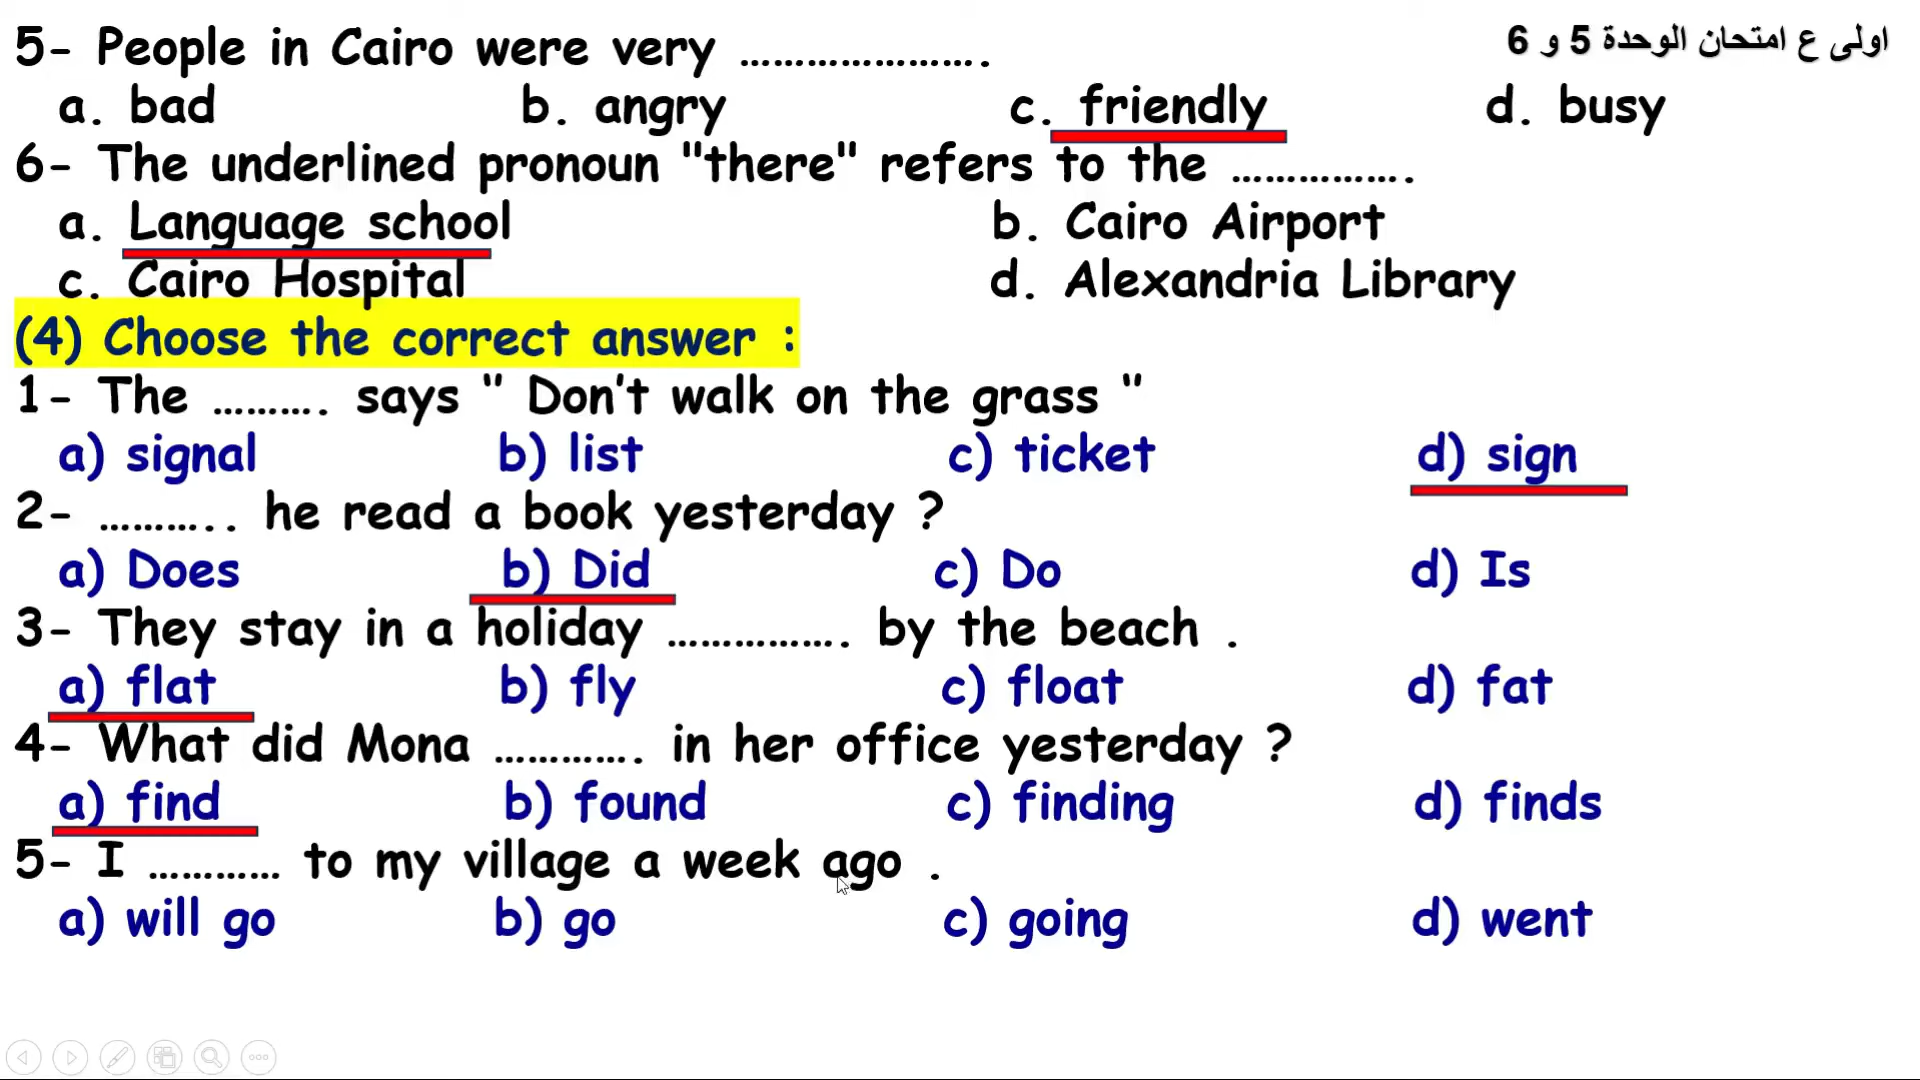 اولى ع امتحان الوحدة 5 و 6
5- People in Cairo were very ………………….
a. bad b. angry c. friendly d. busy
6- The underlined pronoun "there" refers to the …………….
a. Language school b. Cairo Airport
c. Cairo Hospital d. Alexandria Library
(4) Choose the correct answer :
1- The ………. says " Don't walk on the grass "
a) signal b) list c) ticket d) sign
2- ……….. he read a book yesterday ?
a) Does b) Did c) Do d) Is
3- They stay in a holiday ……………. by the beach .
a) flat b) fly c) float d) fat
4- What did Mona …………. in her office yesterday ?
a) find b) found c) finding d) finds
5- I ………… to my village a week ago .
a) will go b) go c) going d) went